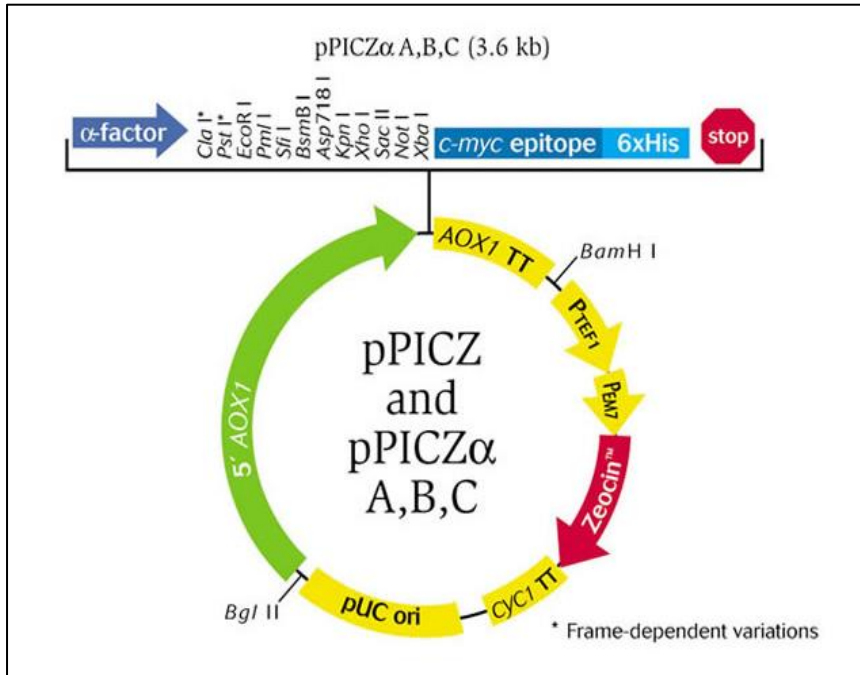 pPICZα A,B,C (3.6 kb)
α-factor
Cla I*
Pst I*
EcoR I
Pml I
Sfi I
BsmB I
Asp718 I
Kpn I
Xho I
Sac II
Not I
Xba I
c-myc epitope
6xHis
stop
AOX1 TT
BamH I
PTEF1
PEM7
Zeocin™
CYC1 TT
pUC ori
Bgl II
5′ AOX1
pPICZ
and
pPICZα
A,B,C
* Frame-dependent variations